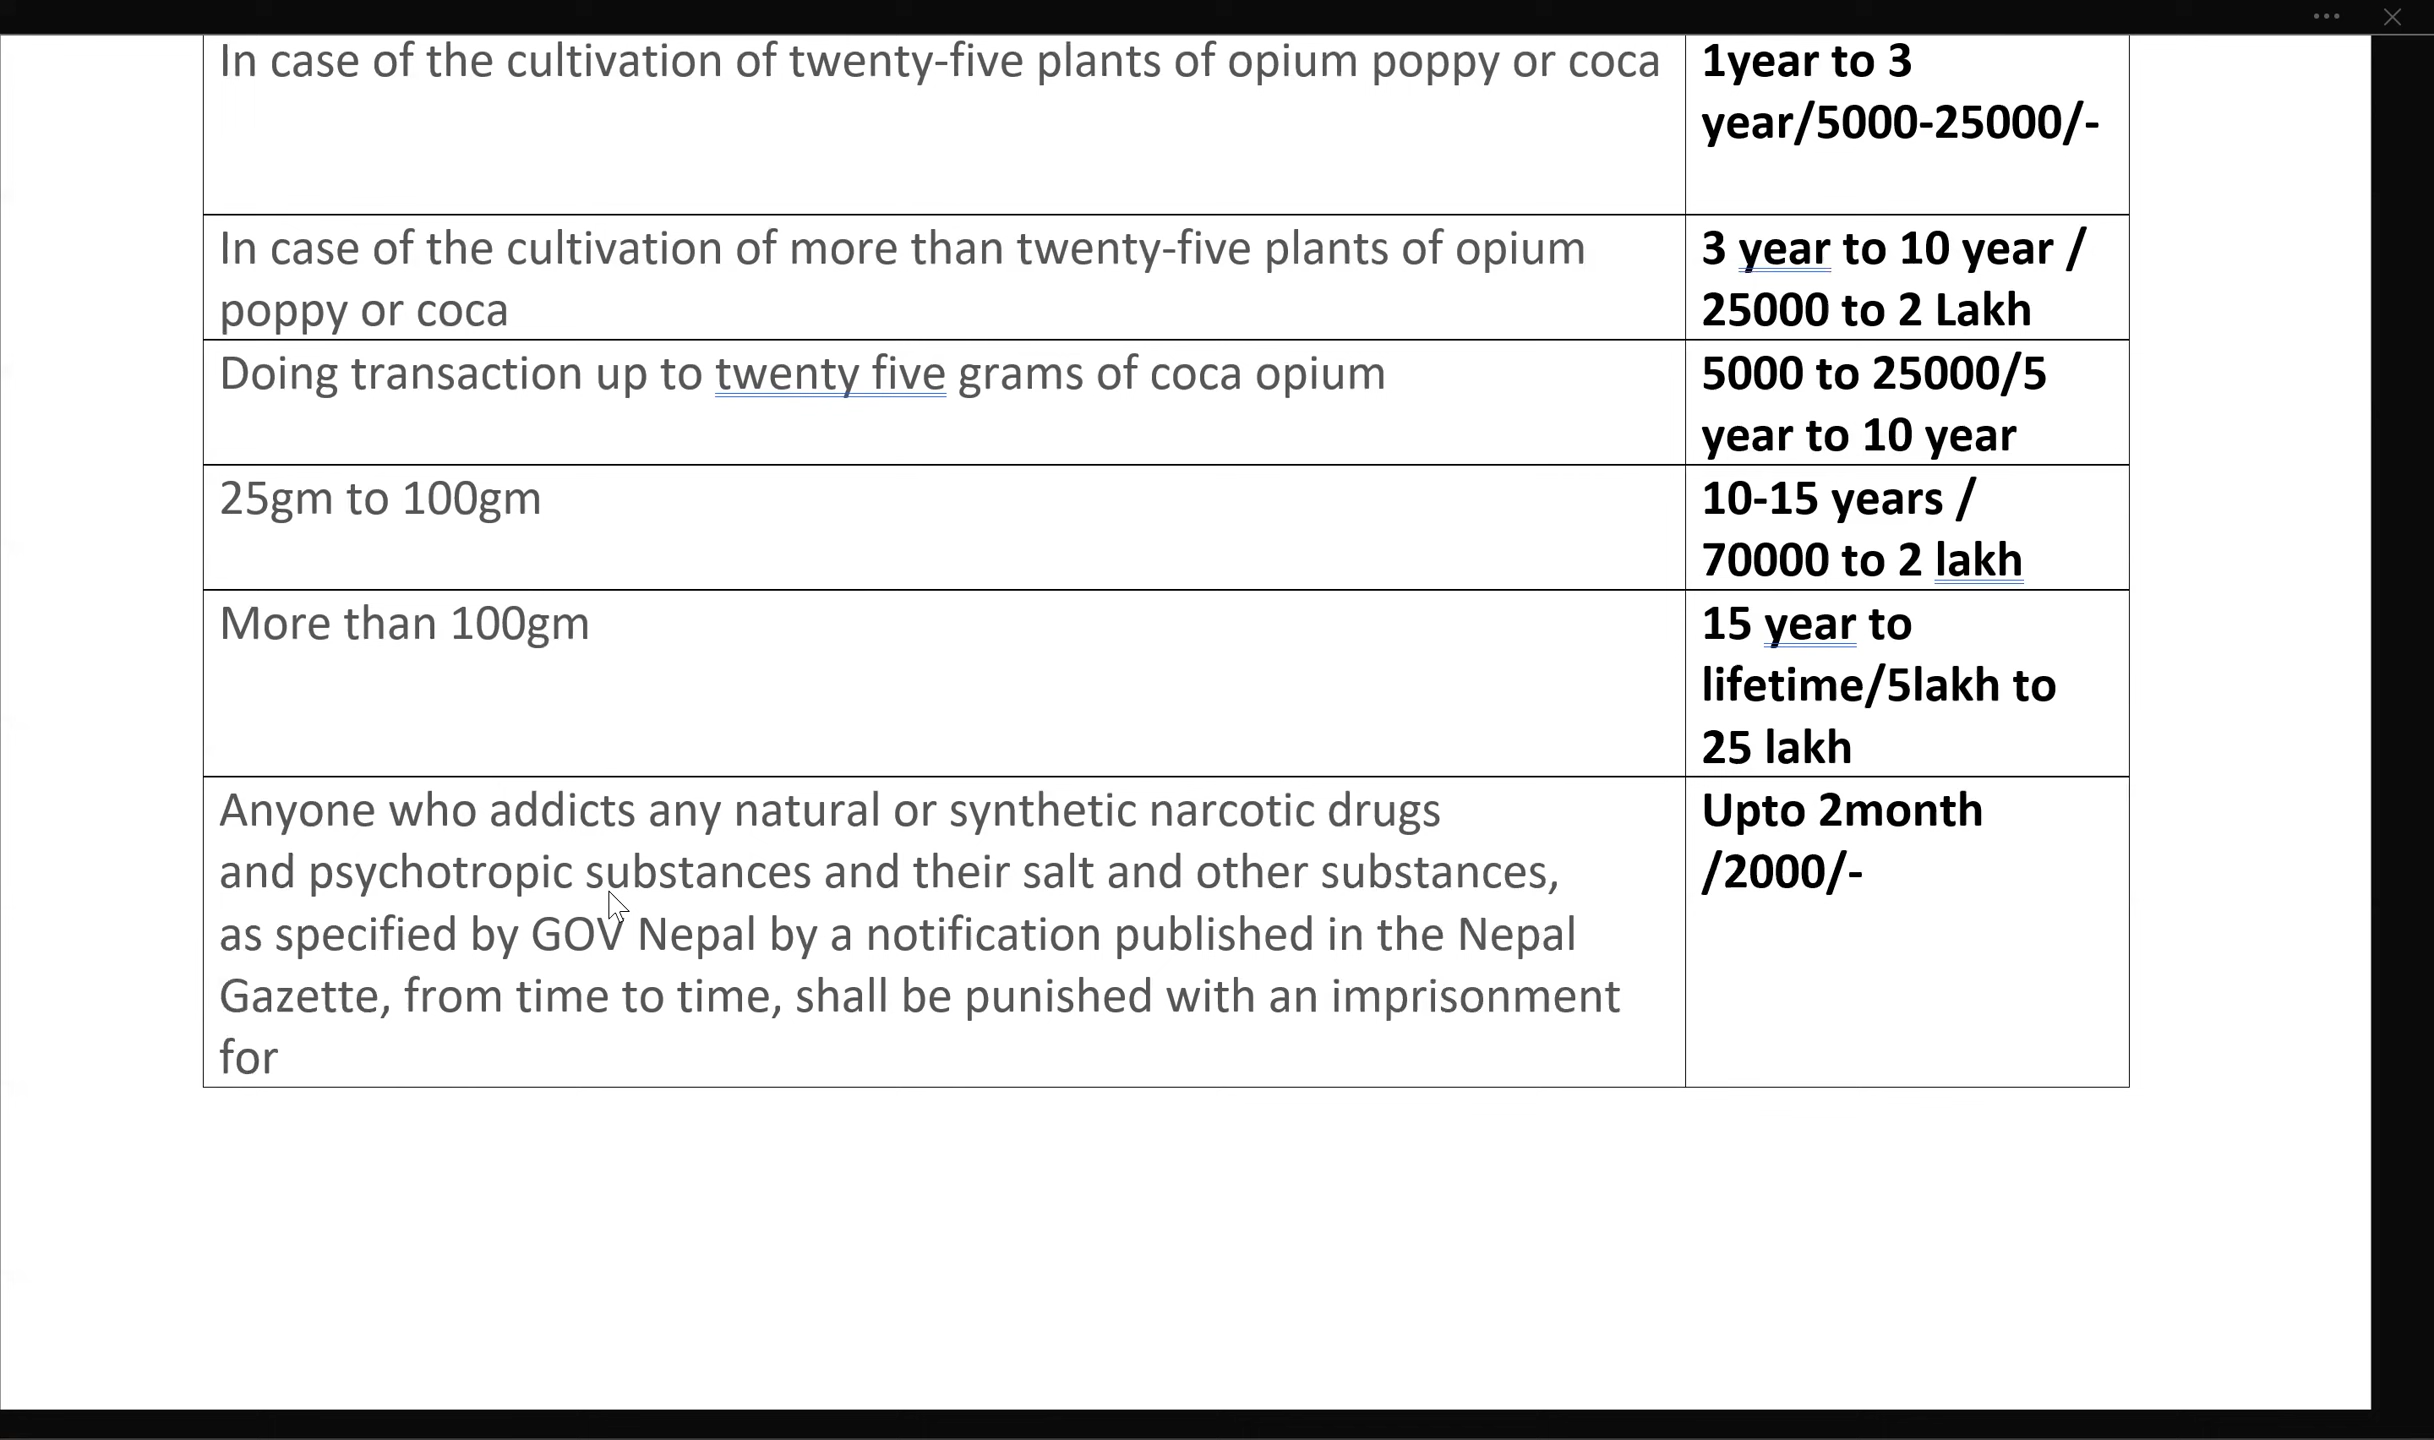 In case of the cultivation of twenty-five plants of opium poppy or coca
1year to 3
year/5000-25000/-
In case of the cultivation of more than twenty-five plants of opium
poppy or coca
3 year to 10 year /
25000 to 2 Lakh
Doing transaction up to twenty five grams of coca opium
5000 to 25000/5
year to 10 year
25gm to 100gm
10-15 years /
70000 to 2 lakh
More than 100gm
15 year to
lifetime/5lakh to
25 lakh
Anyone who addicts any natural or synthetic narcotic drugs
and psychotropic substances and their salt and other substances,
as specified by GOV Nepal by a notification published in the Nepal
Gazette, from time to time, shall be punished with an imprisonment
for
Upto 2month
/2000/-